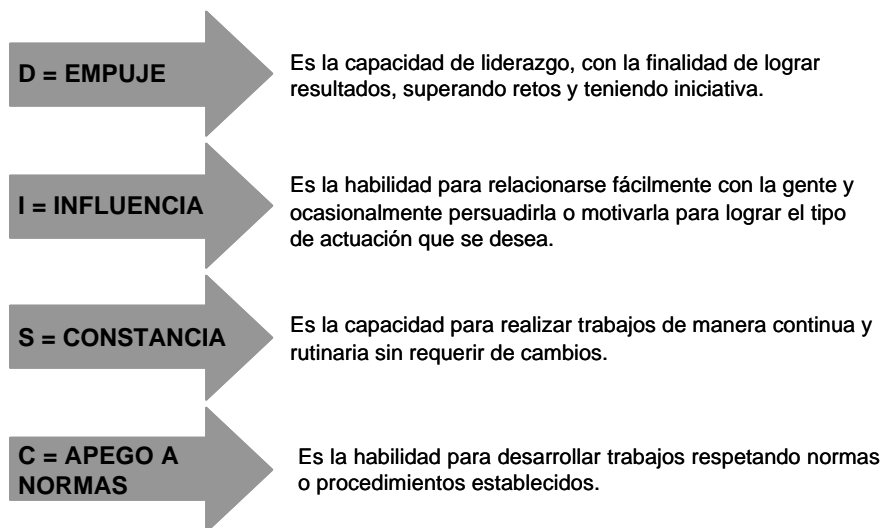 D = EMPUJE
Es la capacidad de liderazgo, con la finalidad de lograr
resultados, superando retos y teniendo iniciativa.
I = INFLUENCIA
Es la habilidad para relacionarse fácilmente con la gente y
ocasionalmente persuadirla o motivarla para lograr el tipo
de actuación que se desea.
S = CONSTANCIA
Es la capacidad para realizar trabajos de manera continua y
rutinaria sin requerir de cambios.
C = APEGO A
NORMAS
Es la habilidad para desarrollar trabajos respetando normas
o procedimientos establecidos.